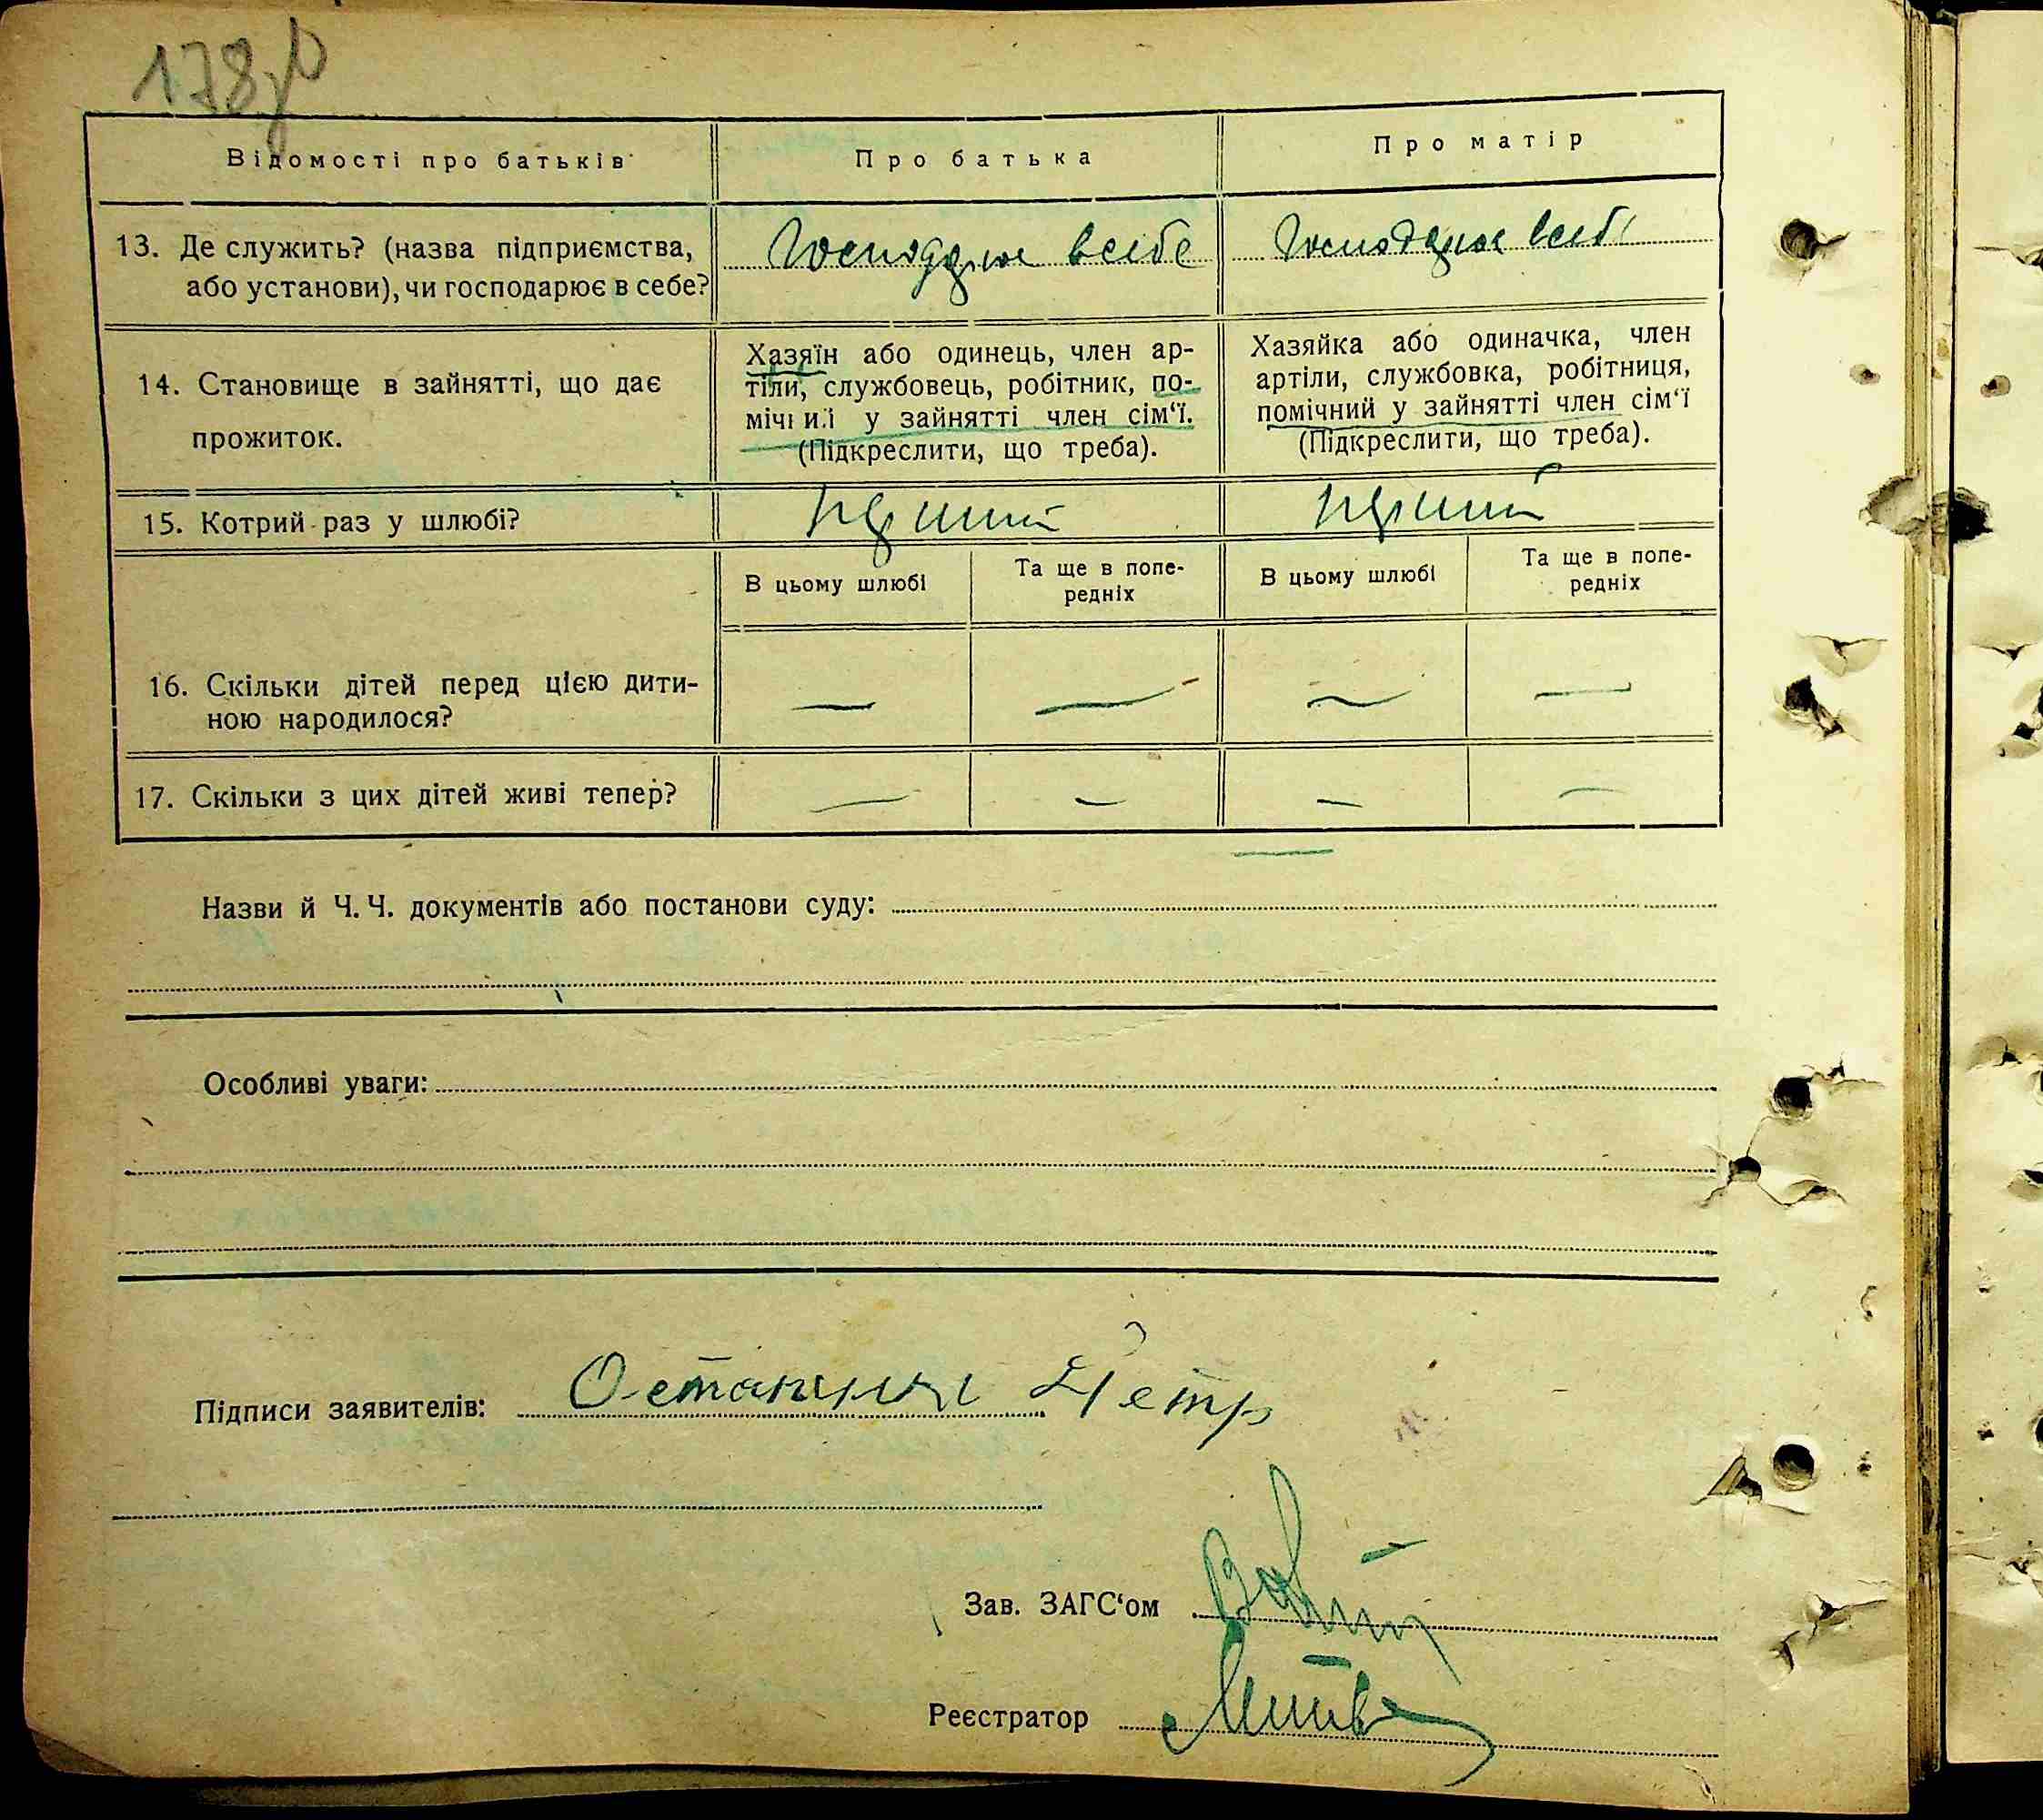 178
Відомості про батьків
Про батька
Про матір
13. Де служить? (назва підприємства,
або установи), чи господарює в себе?
Господарює в себе
Господарює в себе
14. Становище в зайнятті, що дає
прожиток.
Хазяїн або одинець, член ар-
тіли, службовець, робітник, по-
мічний у зайнятті член сім'ї.
(Підкреслити, що треба).
Хазяйка або одиначка, член
артіли, службовка, робітниця,
помічний у зайнятті член сім'ї
(Підкреслити, що треба).
15. Котрий раз у шлюбі?
перший
перший
В цьому шлюбі
Та ще в попе-
редніх
В цьому шлюбі
Та ще в попе-
редніх
16. Скільки дітей перед цією дити-
ною народилося?
— — — —
17. Скільки з цих дітей живі тепер?
— — — —
Назви й Ч. Ч. документів або постанови суду:
Особливі уваги:
Підписи заявителів: Петр
Зав. ЗАГС'ом
Реєстратор